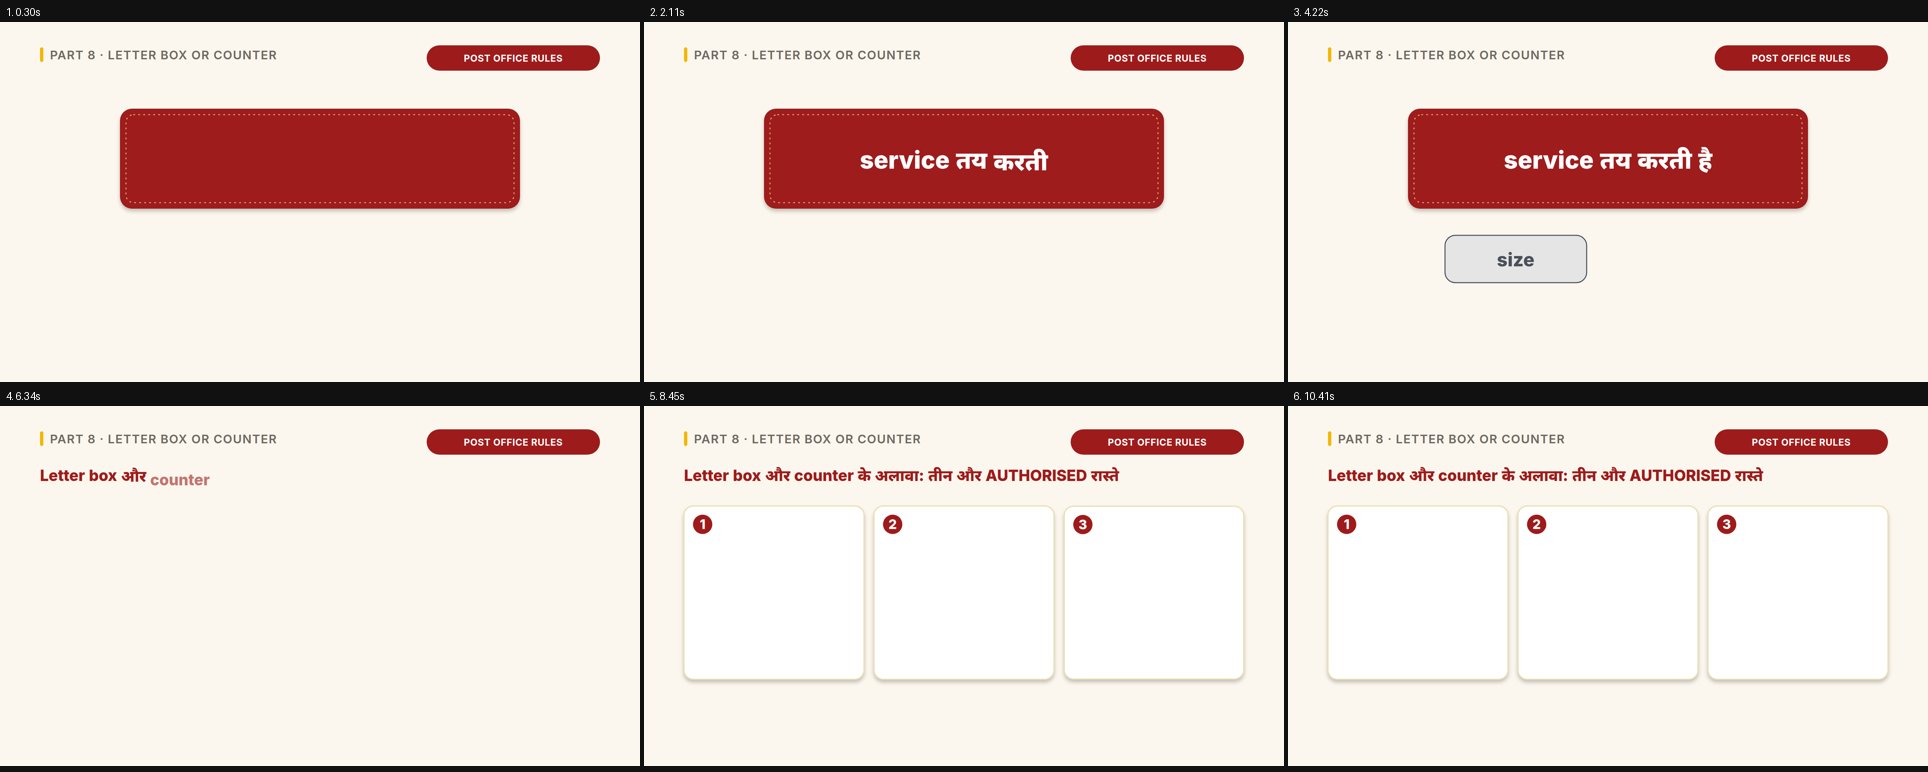 1. 0.30s
PART 8 · LETTER BOX OR COUNTER
POST OFFICE RULES
2. 2.11s
PART 8 · LETTER BOX OR COUNTER
POST OFFICE RULES
service तय करती
3. 4.22s
PART 8 · LETTER BOX OR COUNTER
POST OFFICE RULES
service तय करती है
size
4. 6.34s
PART 8 · LETTER BOX OR COUNTER
POST OFFICE RULES
Letter box और counter
5. 8.45s
PART 8 · LETTER BOX OR COUNTER
POST OFFICE RULES
Letter box और counter के अलावा: तीन और AUTHORISED रास्ते
1
2
3
6. 10.41s
PART 8 · LETTER BOX OR COUNTER
POST OFFICE RULES
Letter box और counter के अलावा: तीन और AUTHORISED रास्ते
1
2
3